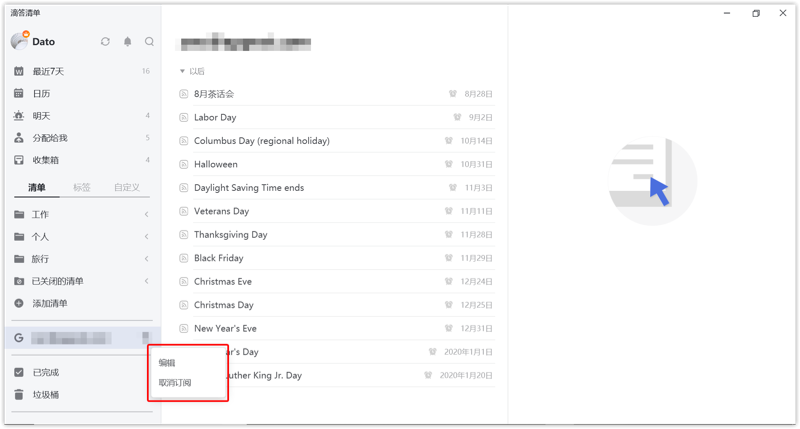 滴答清单
Dato
最近7天 16
日历
明天 4
分配给我 5
收集箱 4
清单 标签 自定义
工作
个人
旅行
已关闭的清单
添加清单
已完成
垃圾桶
以后
8月茶话会 8月28日
Labor Day 9月2日
Columbus Day (regional holiday) 10月14日
Halloween 10月31日
Daylight Saving Time ends 11月3日
Veterans Day 11月11日
Thanksgiving Day 11月28日
Black Friday 11月29日
Christmas Eve 12月24日
Christmas Day 12月25日
New Year's Eve 12月31日
ar's Day 2020年1月1日
uther King Jr. Day 2020年1月20日
编辑
取消订阅